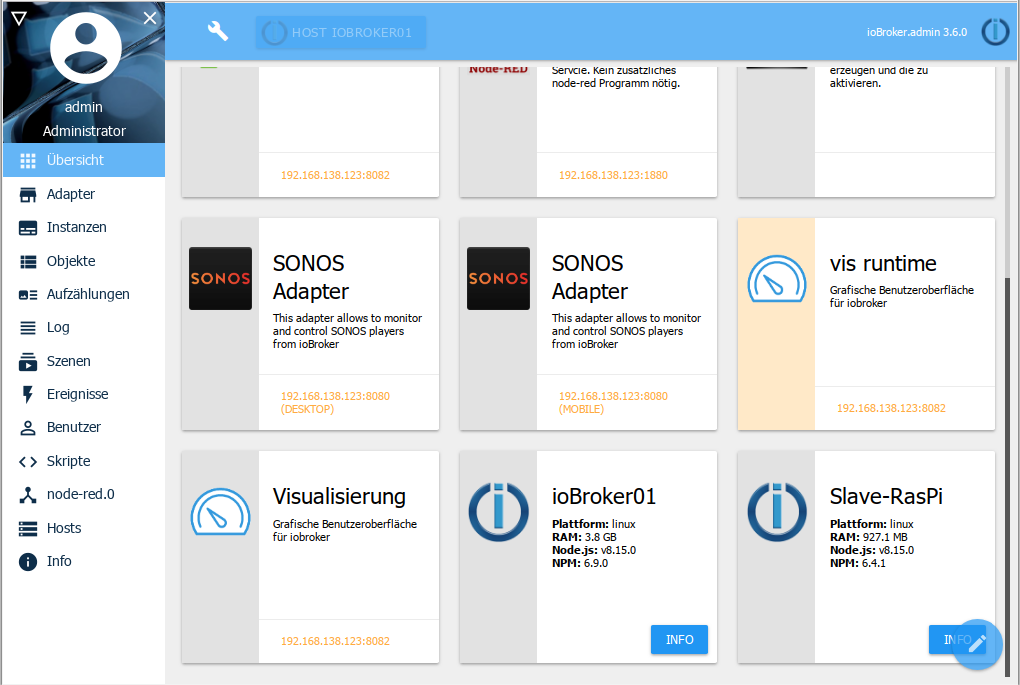 HOST IOBROKER01
ioBroker.admin 3.6.0
admin
Administrator
Übersicht
Adapter
Instanzen
Objekte
Aufzählungen
Log
Szenen
Ereignisse
Benutzer
Skripte
node-red.0
Hosts
Info
192.168.138.123:8082
Node-RED
Servcie. Kein zusätzliches
node-red Programm nötig.
192.168.138.123:1880
erzeugen und die zu
aktivieren.
SONOS
SONOS
Adapter
This adapter allows to monitor
and control SONOS players
from ioBroker
192.168.138.123:8080
(DESKTOP)
SONOS
SONOS
Adapter
This adapter allows to monitor
and control SONOS players
from ioBroker
192.168.138.123:8080
(MOBILE)
vis runtime
Grafische Benutzeroberfläche
für iobroker
192.168.138.123:8082
Visualisierung
Grafische Benutzeroberfläche
für iobroker
192.168.138.123:8082
ioBroker01
Plattform: linux
RAM: 3.8 GB
Node.js: v8.15.0
NPM: 6.9.0
INFO
Slave-RasPi
Plattform: linux
RAM: 927.1 MB
Node.js: v8.15.0
NPM: 6.4.1
INFO